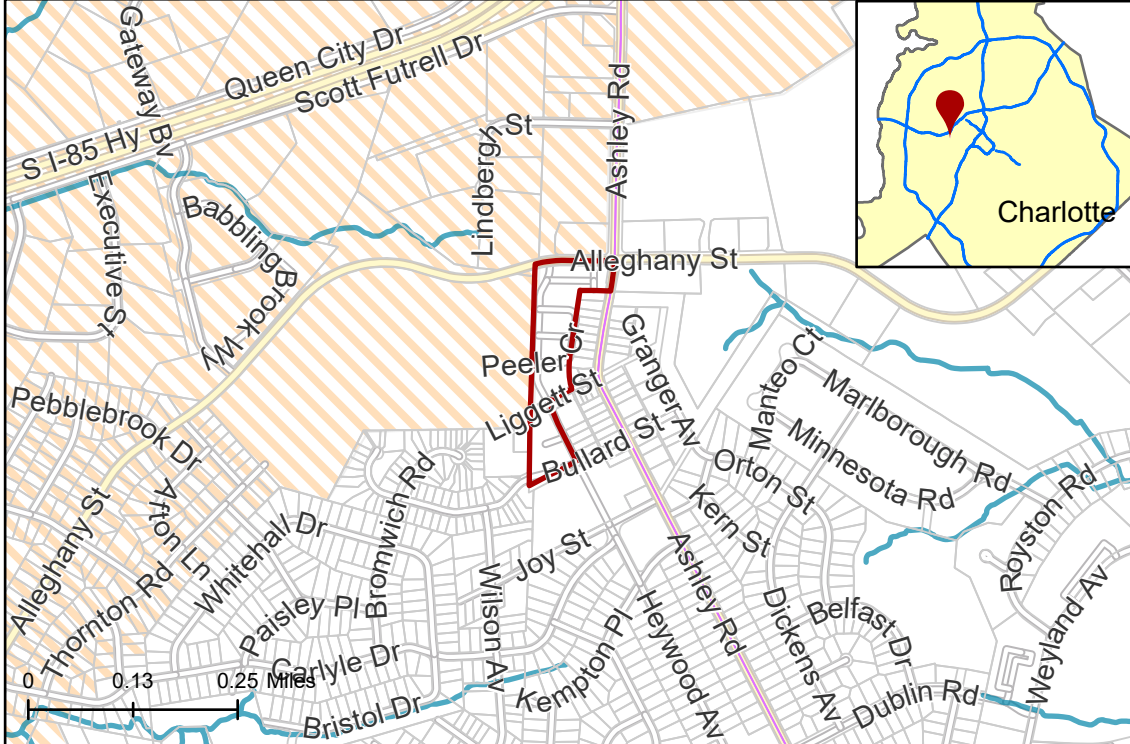 Gateway Bv
Queen City Dr
Scott Futrell Dr
Ashley Rd
S I-85 Hy
Lindbergh St
Executive St
Babbling Brook Wy
Charlotte
Alleghany St
Peeler Cr
Granger Av
Manteo Ct
Marlborough Rd
Pebblebrook Dr
Liggett St
Bullard St
Minnesota Rd
Orton St
Afton Ln
Bromwich Rd
Whitehall Dr
Kern St
Royston Rd
Alleghany St
Joy St
Ashley Rd
Thornton Rd
Paisley Pl
Wilson Av
Heywood Av
Dickens Av
Belfast Dr
Weyland Av
Carlyle Dr
Kempton Pl
Dublin Rd
Bristol Dr
0 0.13 0.25 Miles